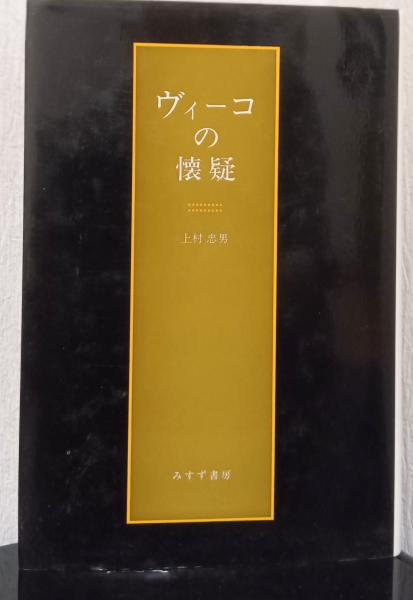 ヴィーコ
の
懐疑
上村忠男
みすず書房